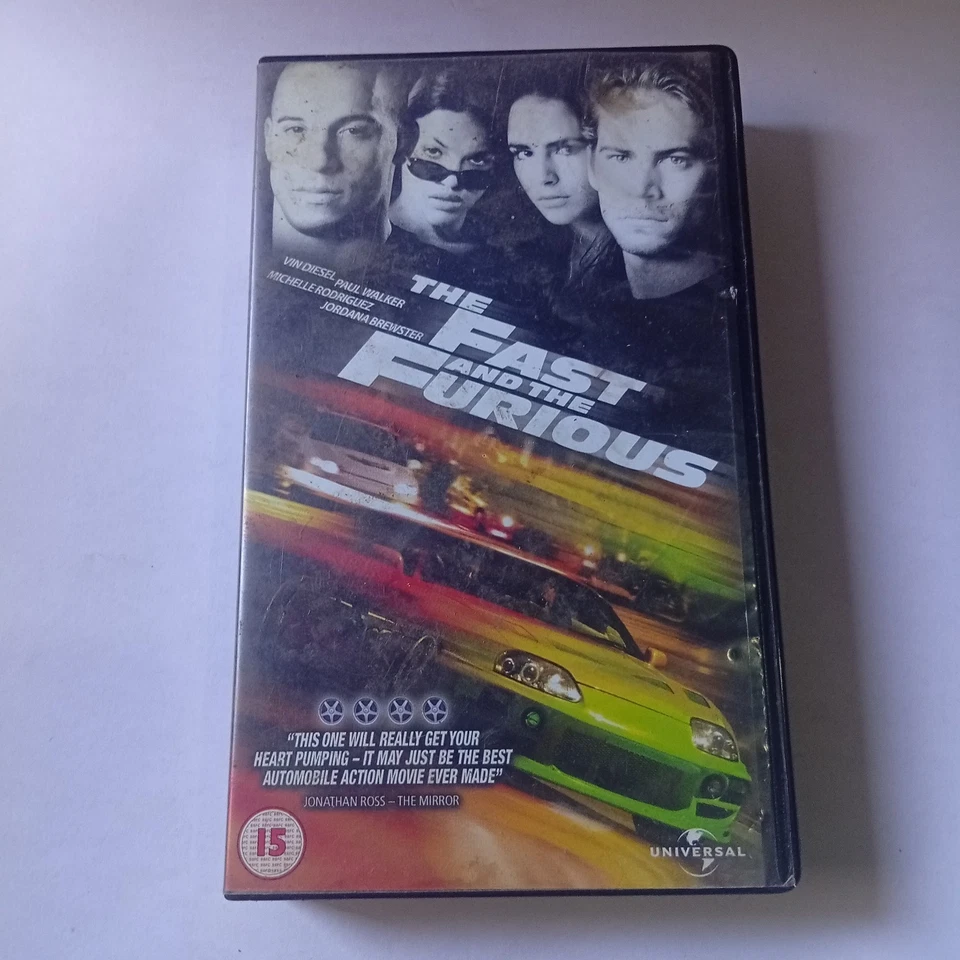 VIN DIESEL PAUL WALKER
MICHELLE RODRIGUEZ
JORDANA BREWSTER
THE
FAST
AND THE
FURIOUS
"THIS ONE WILL REALLY GET YOUR
HEART PUMPING – IT MAY JUST BE THE BEST
AUTOMOBILE ACTION MOVIE EVER MADE"
JONATHAN ROSS – THE MIRROR
15
UNIVERSAL